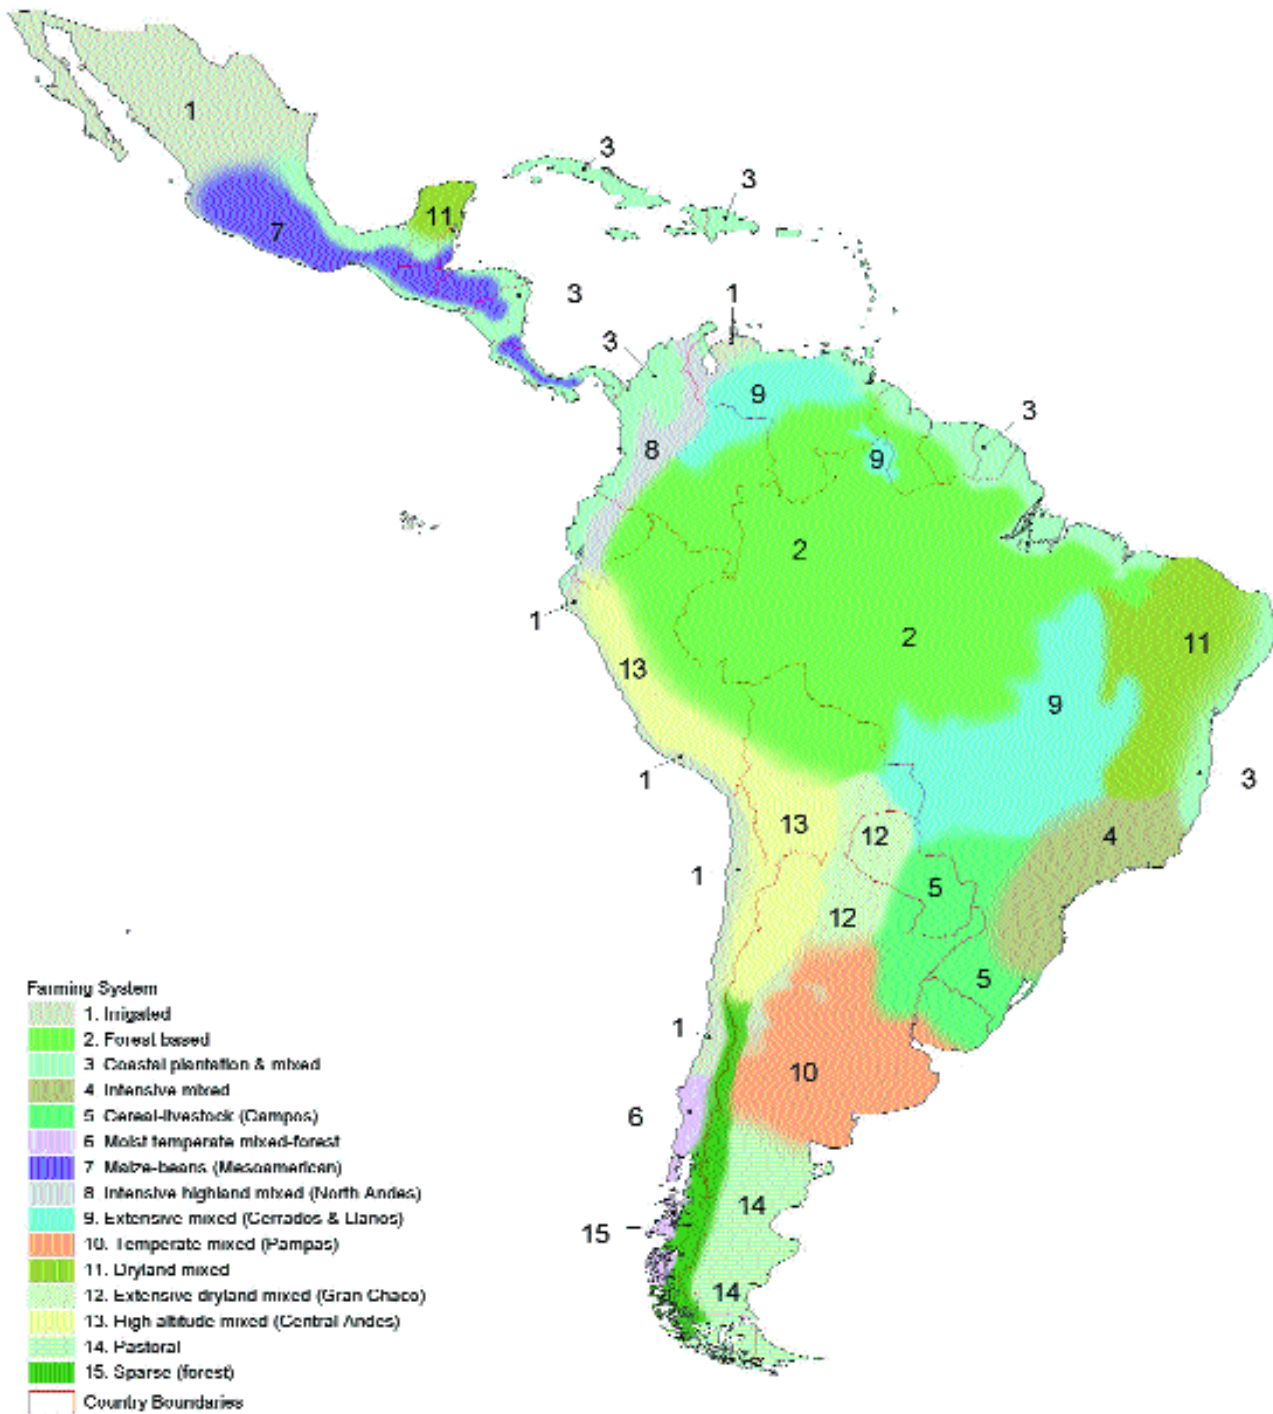 1
3
3
11
7
3
1
3
9
3
8
9
2
1
2
11
13
9
1
3
13
12
4
1
5
12
5
1
10
6
14
15
14
Farming System
1. Irrigated
2. Forest based
3 Coastal plantation & mixed
4 Intensive mixed
5. Cereal-livestock (Campos)
6. Moist temperate mixed-forest
7. Maize-beans (Mesoamerican)
8. Intensive highland mixed (North Andes)
9. Extensive mixed (Cerrados & Llanos)
10. Temperate mixed (Pampas)
11. Dryland mixed
12. Extensive dryland mixed (Gran Chaco)
13. High altitude mixed (Central Andes)
14. Pastoral
15. Sparse (forest)
Country Boundaries